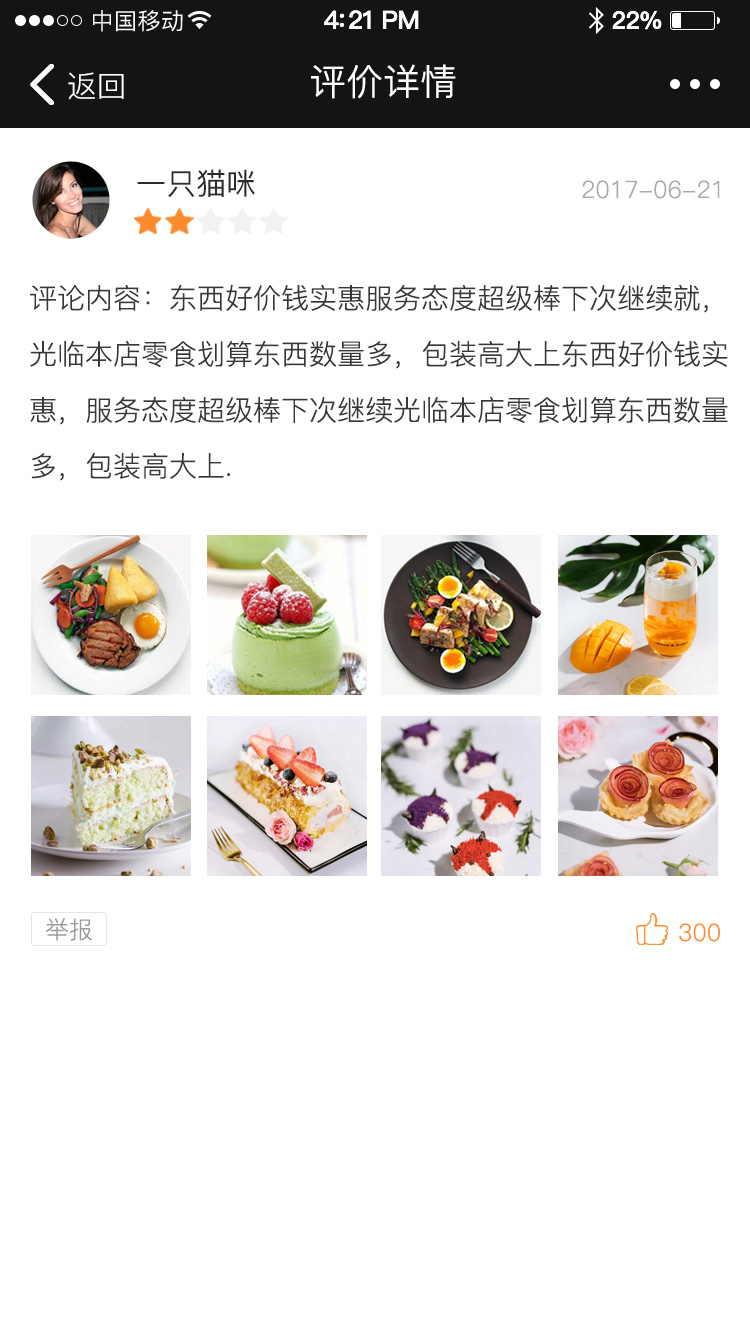 中国移动 4:21 PM 22%
返回 评价详情
一只猫咪
2017-06-21
评论内容：东西好价钱实惠服务态度超级棒下次继续就，
光临本店零食划算东西数量多，包装高大上东西好价钱实
惠，服务态度超级棒下次继续光临本店零食划算东西数量
多，包装高大上.
举报 300